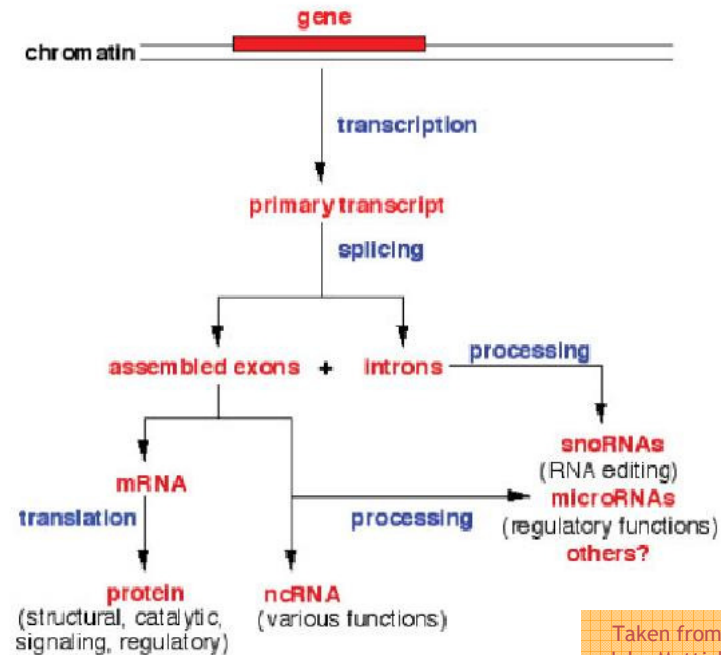 gene
chromatin
transcription
primary transcript
splicing
assembled exons + introns
processing
snoRNAs
(RNA editing)
microRNAs
(regulatory functions)
others?
mRNA
translation
processing
protein
(structural, catalytic,
signaling, regulatory)
ncRNA
(various functions)
Taken from